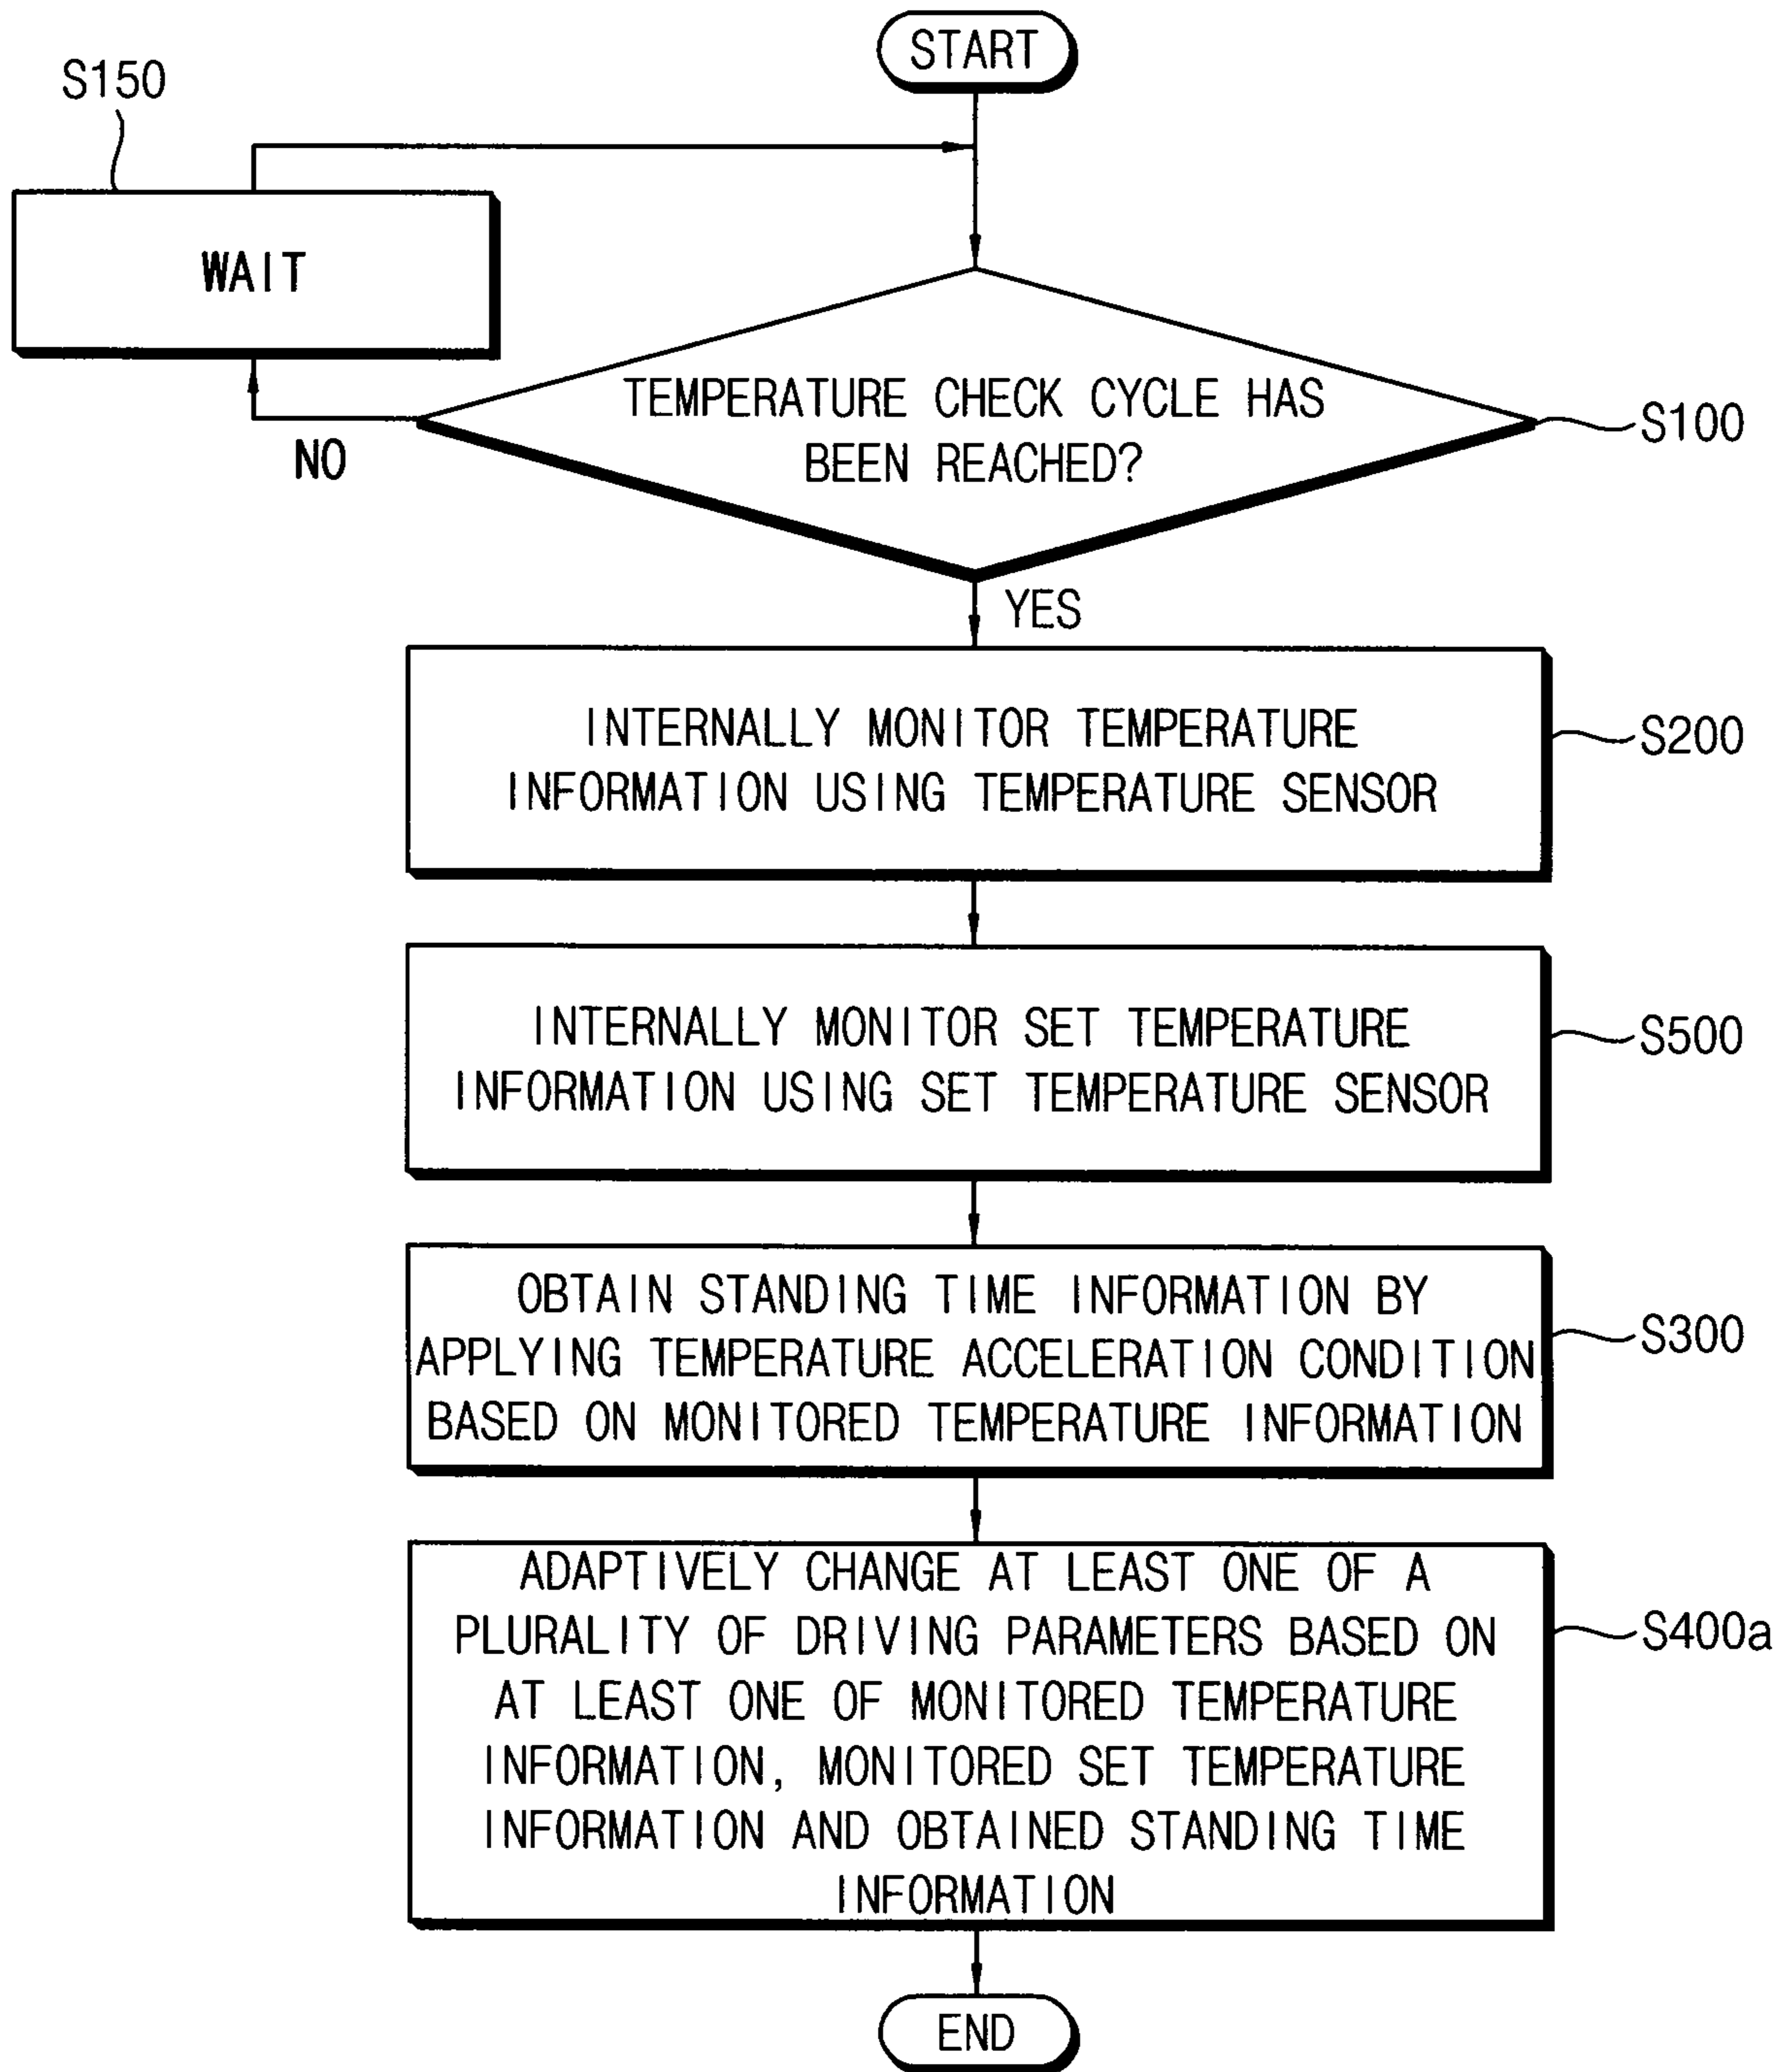 START
S150
WAIT
TEMPERATURE CHECK CYCLE HAS
BEEN REACHED?
S100
NO
YES
INTERNALLY MONITOR TEMPERATURE
INFORMATION USING TEMPERATURE SENSOR
S200
INTERNALLY MONITOR SET TEMPERATURE
INFORMATION USING SET TEMPERATURE SENSOR
S500
OBTAIN STANDING TIME INFORMATION BY
APPLYING TEMPERATURE ACCELERATION CONDITION
BASED ON MONITORED TEMPERATURE INFORMATION
S300
ADAPTIVELY CHANGE AT LEAST ONE OF A
PLURALITY OF DRIVING PARAMETERS BASED ON
AT LEAST ONE OF MONITORED TEMPERATURE
INFORMATION, MONITORED SET TEMPERATURE
INFORMATION AND OBTAINED STANDING TIME
INFORMATION
S400a
END